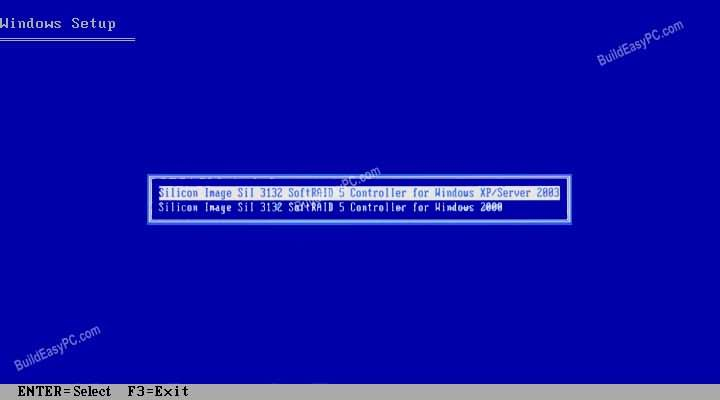 Windows Setup
BuildEasyPC.com
Silicon Image SiI 3132 SoftRAID 5 Controller for Windows XP/Server 2003
Silicon Image SiI 3132 SoftRAID 5 Controller for Windows 2000
BuildEasyPC.com
ENTER=Select F3=Exit